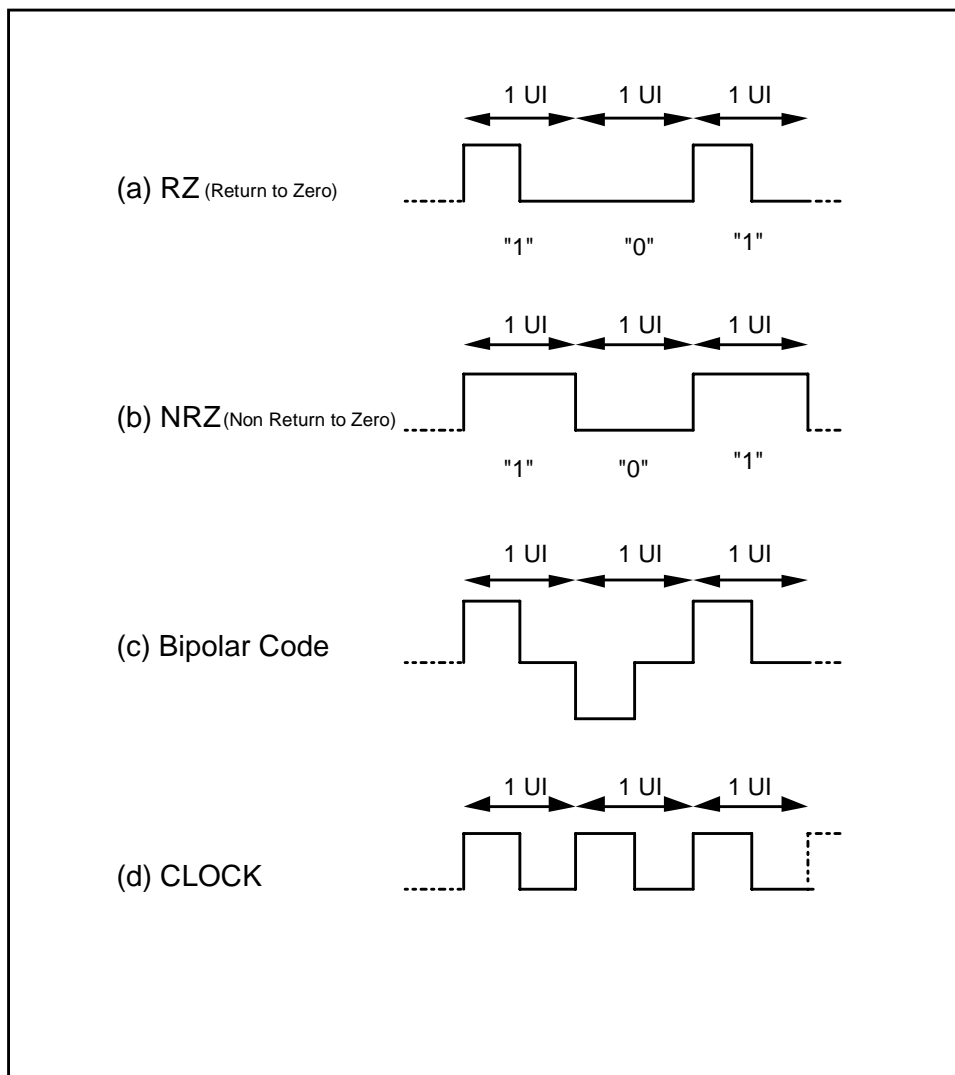 1 UI 1 UI 1 UI
(a) RZ (Return to Zero)
"1" "0" "1"
1 UI 1 UI 1 UI
(b) NRZ (Non Return to Zero)
"1" "0" "1"
1 UI 1 UI 1 UI
(c) Bipolar Code
1 UI 1 UI 1 UI
(d) CLOCK